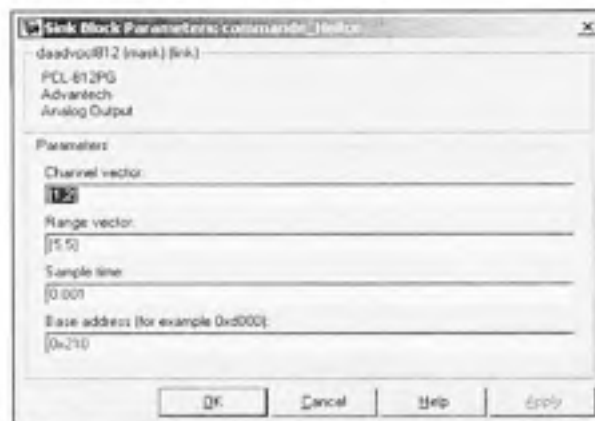 Sink Block Parameters: commande_Helior
daadvpcl812 (mask) (link)
PCL-812PG
Advantech
Analog Output
Parameters
Channel vector:
[1,2]
Range vector:
[5,5]
Sample time:
0.001
Base address (for example 0xd000):
0x210
OK
Cancel
Help
Apply